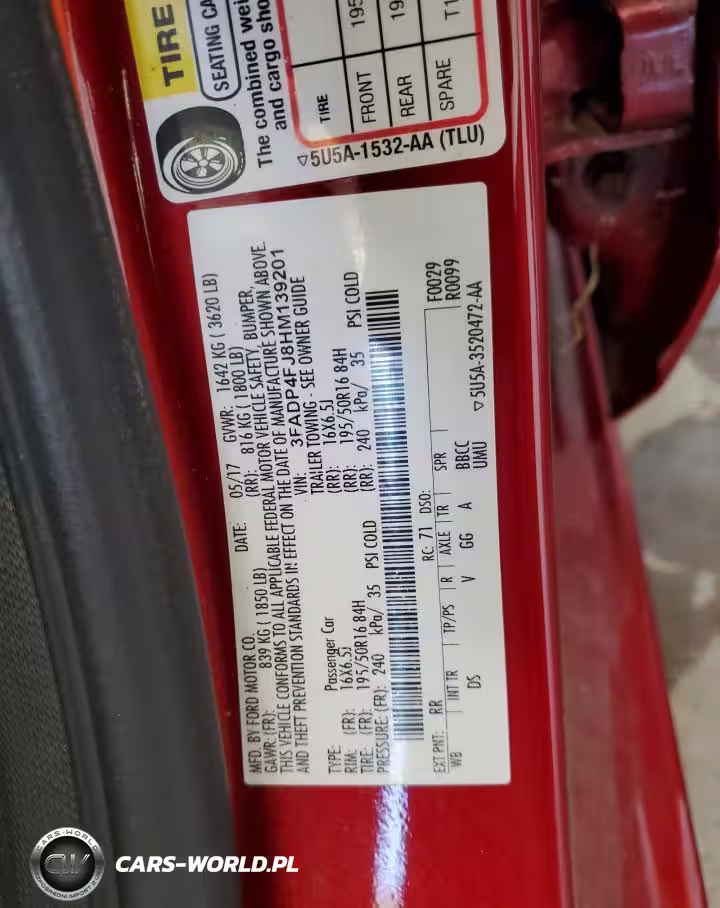 TIRE
SEATING CA
The combined wei
and cargo sho
TIRE
FRONT 195
REAR 19
SPARE T1
▽5U5A-1532-AA (TLU)
MFD. BY FORD MOTOR CO.
DATE: 05/17 GVWR: 1642 KG ( 3620 LB)
GAWR: (FR): 839 KG ( 1850 LB) (RR): 816 KG ( 1800 LB)
THIS VEHICLE CONFORMS TO ALL APPLICABLE FEDERAL MOTOR VEHICLE SAFETY, BUMPER,
AND THEFT PREVENTION STANDARDS IN EFFECT ON THE DATE OF MANUFACTURE SHOWN ABOVE.
VIN: 3FADP4FJ8HM139201
TYPE: Passenger Car TRAILER TOWING - SEE OWNER GUIDE
RIM: (FR): 16X6.5J (RR): 16X6.5J
TIRE: (FR): 195/50R16 84H (RR): 195/50R16 84H
PRESSURE: (FR): 240 kPa/ 35 PSI COLD (RR): 240 kPa/ 35 PSI COLD
RC: 71 DSO: F0029
EXT PNT: RR R0099
WB INT TR TP/PS R AXLE TR SPR
DS V GG A BBCC
UMU
▽5U5A-3520472-AA
CARS-WORLD
CW
CARS-WORLD.PL